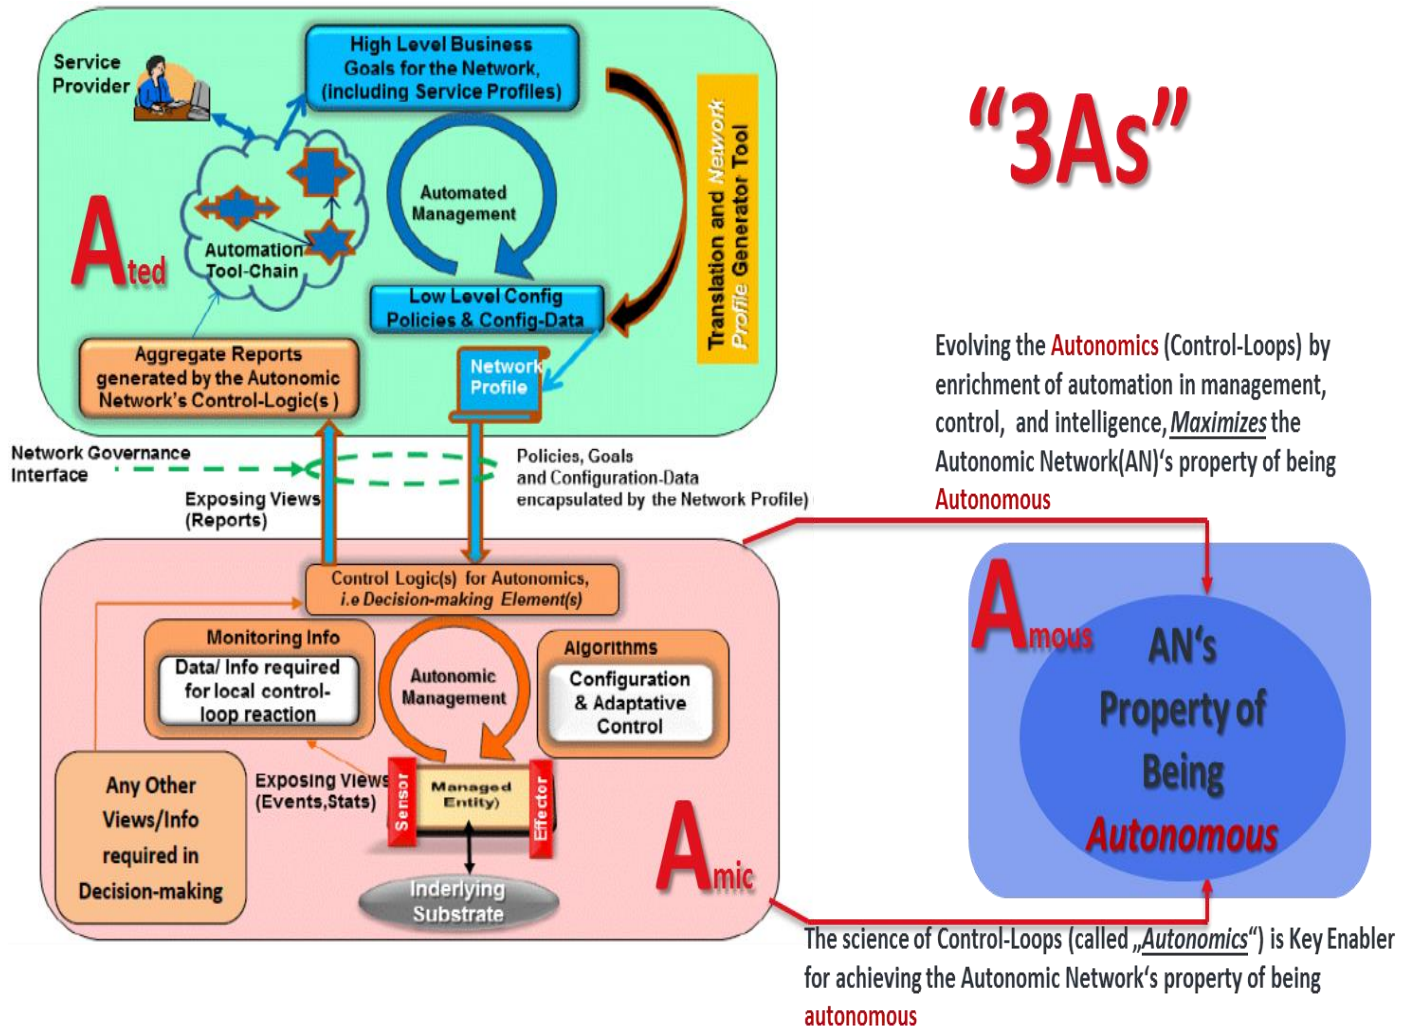 Service
Provider
High Level Business
Goals for the Network,
(including Service Profiles)
Automated
Management
Translation and Network
Profile Generator Tool
Automation
Tool-Chain
Ated
Low Level Config
Policies & Config-Data
Aggregate Reports
generated by the Autonomic
Network's Control-Logic(s )
Network
Profile
Network Governance
Interface
Exposing Views
(Reports)
Policies, Goals
and Configuration-Data
encapsulated by the Network Profile)
Control Logic(s) for Autonomics,
i.e Decision-making Element(s)
Monitoring Info
Data/ Info required
for local control-
loop reaction
Autonomic
Management
Algorithms
Configuration
& Adaptative
Control
Any Other
Views/Info
required in
Decision-making
Exposing Views
(Events,Stats)
Sensor
Managed
Entity)
Effector
Inderlying
Substrate
Amic
“3As”
Evolving the Autonomics (Control-Loops) by
enrichment of automation in management,
control, and intelligence, Maximizes the
Autonomic Network(AN)‘s property of being
Autonomous
Amous
AN‘s
Property of
Being
Autonomous
The science of Control-Loops (called „Autonomics“) is Key Enabler
for achieving the Autonomic Network‘s property of being
autonomous